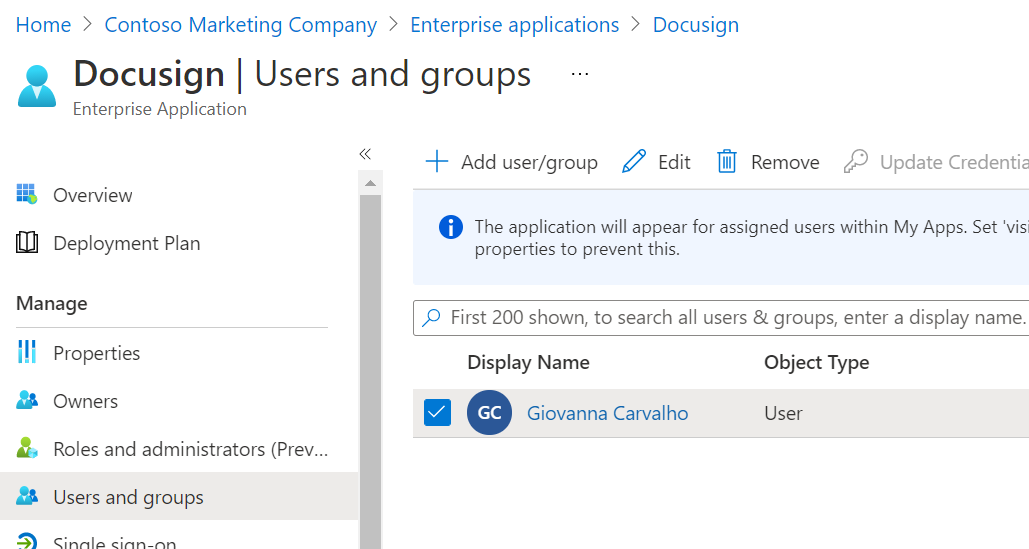 Home > Contoso Marketing Company > Enterprise applications > Docusign
Docusign | Users and groups ...
Enterprise Application
«
Overview
Deployment Plan
Manage
Properties
Owners
Roles and administrators (Prev...
Users and groups
Single sign-on
Add user/group Edit Remove Update Credentia
The application will appear for assigned users within My Apps. Set 'visi
properties to prevent this.
First 200 shown, to search all users & groups, enter a display name.
Display Name Object Type
GC Giovanna Carvalho User